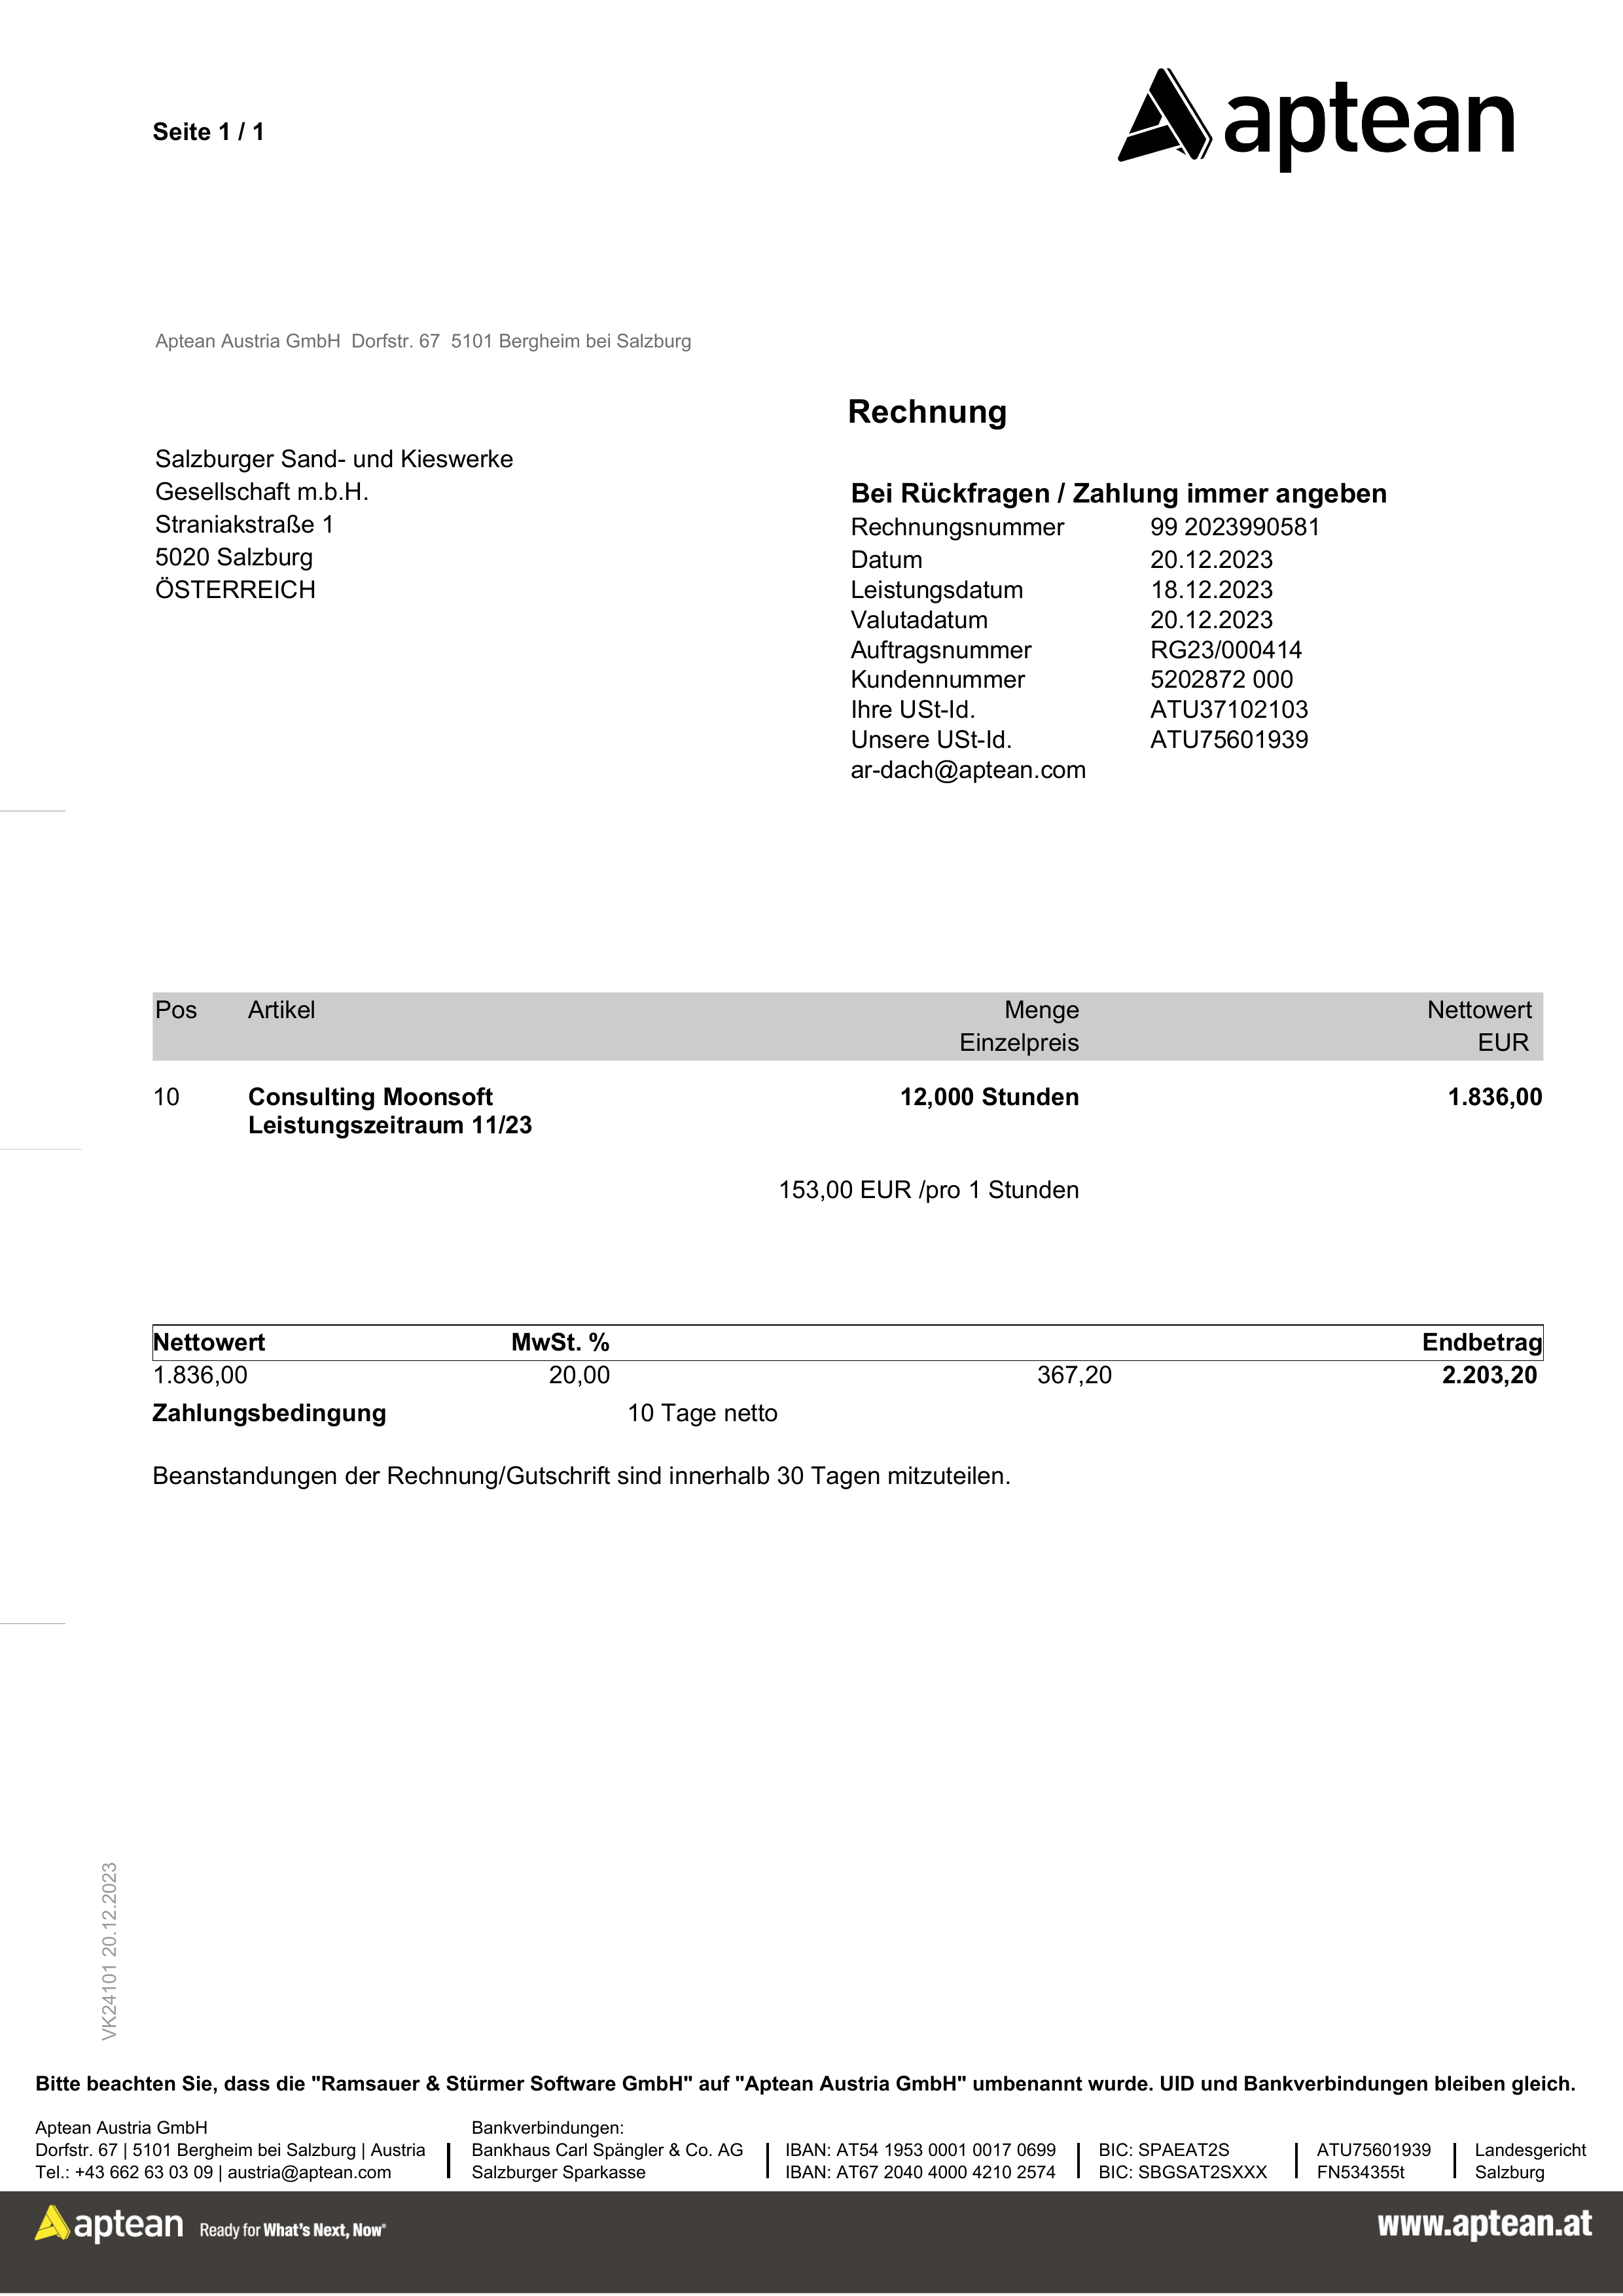 Seite 1 / 1
aptean
Aptean Austria GmbH Dorfstr. 67 5101 Bergheim bei Salzburg
Rechnung
Salzburger Sand- und Kieswerke
Gesellschaft m.b.H.
Straniakstraße 1
5020 Salzburg
ÖSTERREICH
Bei Rückfragen / Zahlung immer angeben
Rechnungsnummer 99 2023990581
Datum 20.12.2023
Leistungsdatum 18.12.2023
Valutadatum 20.12.2023
Auftragsnummer RG23/000414
Kundennummer 5202872 000
Ihre USt-Id. ATU37102103
Unsere USt-Id. ATU75601939
ar-dach@aptean.com
Pos Artikel Menge Nettowert
Einzelpreis EUR
10 Consulting Moonsoft 12,000 Stunden 1.836,00
Leistungszeitraum 11/23
153,00 EUR /pro 1 Stunden
Nettowert MwSt. % Endbetrag
1.836,00 20,00 367,20 2.203,20
Zahlungsbedingung 10 Tage netto
Beanstandungen der Rechnung/Gutschrift sind innerhalb 30 Tagen mitzuteilen.
VK24101 20.12.2023
Bitte beachten Sie, dass die "Ramsauer & Stürmer Software GmbH" auf "Aptean Austria GmbH" umbenannt wurde. UID und Bankverbindungen bleiben gleich.
Aptean Austria GmbH Bankverbindungen:
Dorfstr. 67 | 5101 Bergheim bei Salzburg | Austria Bankhaus Carl Spängler & Co. AG IBAN: AT54 1953 0001 0017 0699 BIC: SPAEAT2S ATU75601939 Landesgericht
Tel.: +43 662 63 03 09 | austria@aptean.com Salzburger Sparkasse IBAN: AT67 2040 4000 4210 2574 BIC: SBGSAT2SXXX FN534355t Salzburg
aptean Ready for What's Next, Now® www.aptean.at